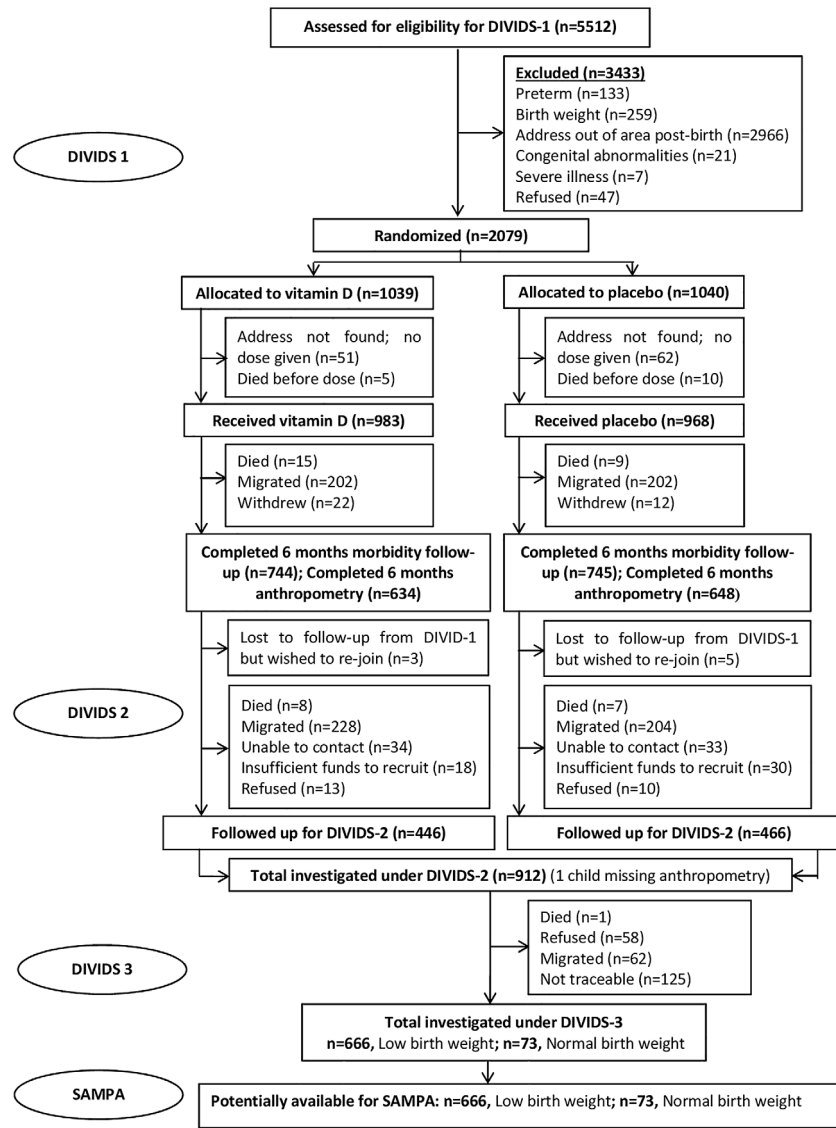 Assessed for eligibility for DIVIDS-1 (n=5512)
Excluded (n=3433)
Preterm (n=133)
Birth weight (n=259)
Address out of area post-birth (n=2966)
Congenital abnormalities (n=21)
Severe illness (n=7)
Refused (n=47)
DIVIDS 1
Randomized (n=2079)
Allocated to vitamin D (n=1039)
Allocated to placebo (n=1040)
Address not found; no
dose given (n=51)
Died before dose (n=5)
Address not found; no
dose given (n=62)
Died before dose (n=10)
Received vitamin D (n=983)
Received placebo (n=968)
Died (n=15)
Migrated (n=202)
Withdrew (n=22)
Died (n=9)
Migrated (n=202)
Withdrew (n=12)
Completed 6 months morbidity follow-
up (n=744); Completed 6 months
anthropometry (n=634)
Completed 6 months morbidity follow-
up (n=745); Completed 6 months
anthropometry (n=648)
Lost to follow-up from DIVID-1
but wished to re-join (n=3)
Lost to follow-up from DIVIDS-1
but wished to re-join (n=5)
DIVIDS 2
Died (n=8)
Migrated (n=228)
Unable to contact (n=34)
Insufficient funds to recruit (n=18)
Refused (n=13)
Died (n=7)
Migrated (n=204)
Unable to contact (n=33)
Insufficient funds to recruit (n=30)
Refused (n=10)
Followed up for DIVIDS-2 (n=446)
Followed up for DIVIDS-2 (n=466)
Total investigated under DIVIDS-2 (n=912) (1 child missing anthropometry)
Died (n=1)
Refused (n=58)
Migrated (n=62)
Not traceable (n=125)
DIVIDS 3
Total investigated under DIVIDS-3
n=666, Low birth weight; n=73, Normal birth weight
SAMPA
Potentially available for SAMPA: n=666, Low birth weight; n=73, Normal birth weight